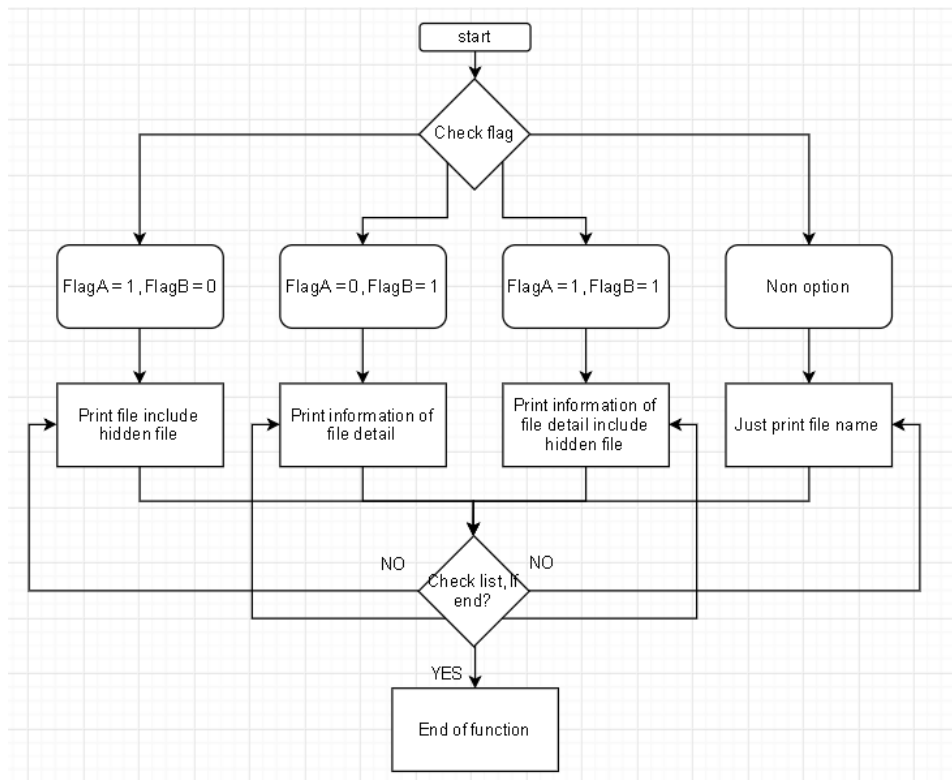 start
Check flag
FlagA = 1, FlagB = 0
FlagA = 0, FlagB = 1
FlagA = 1, FlagB = 1
Non option
Print file include
hidden file
Print information of
file detail
Print information of
file detail include
hidden file
Just print file name
NO
NO
Check list, If
end?
YES
End of function